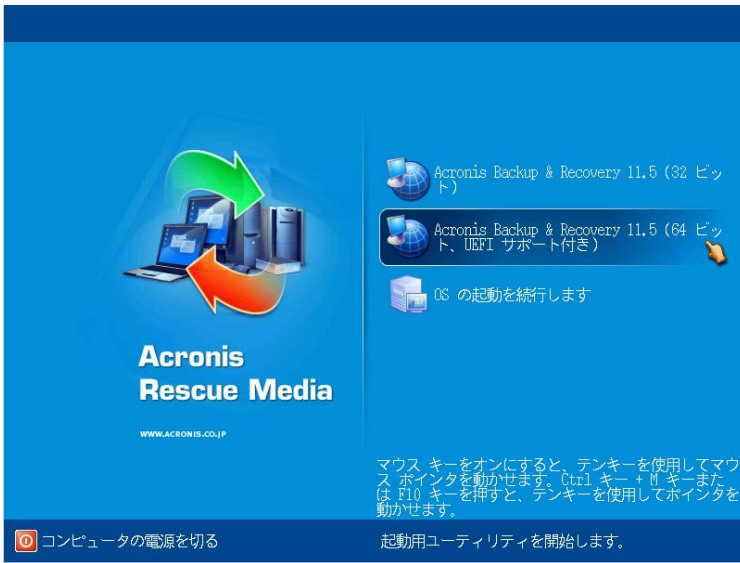 Acronis Backup & Recovery 11.5 (32 ビッ
ト)
Acronis Backup & Recovery 11.5 (64 ビッ
ト、UEFI サポート付き)
OS の起動を続行します
Acronis
Rescue Media
WWW.ACRONIS.CO.JP
マウス キーをオンにすると、テンキーを使用してマウ
ス ポインタを動かせます。Ctrl キー + M キーまた
は F10 キーを押すと、テンキーを使用してポインタを
動かせます。
コンピュータの電源を切る
起動用ユーティリティを開始します。